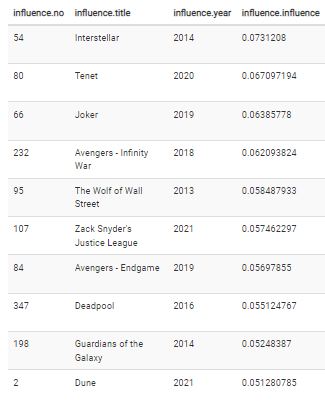 influence.no influence.title influence.year influence.influence
54 Interstellar 2014 0.0731208
80 Tenet 2020 0.067097194
66 Joker 2019 0.06385778
232 Avengers - Infinity 2018 0.062093824
War
95 The Wolf of Wall 2013 0.058487933
Street
107 Zack Snyder's 2021 0.057462297
Justice League
84 Avengers - Endgame 2019 0.05697855
347 Deadpool 2016 0.055124767
198 Guardians of the 2014 0.05248387
Galaxy
2 Dune 2021 0.051280785